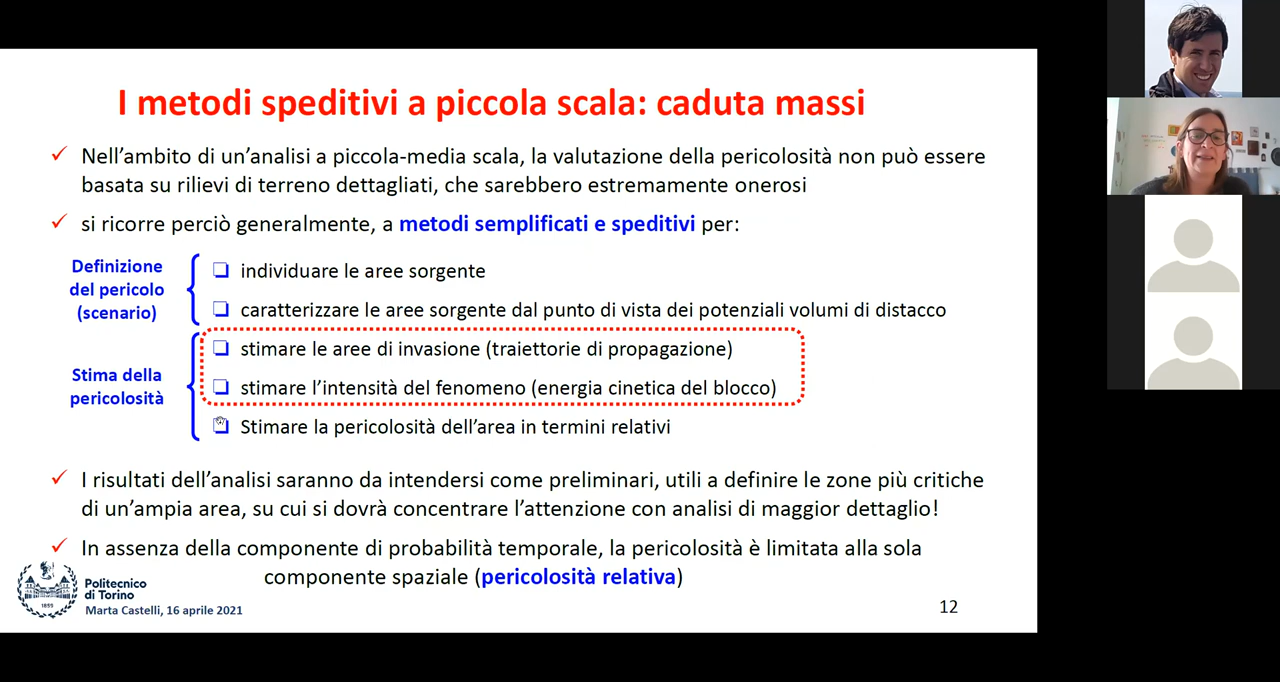 I metodi speditivi a piccola scala: caduta massi
Nell’ambito di un’analisi a piccola-media scala, la valutazione della pericolosità non può essere
basata su rilievi di terreno dettagliati, che sarebbero estremamente onerosi
si ricorre perciò generalmente, a metodi semplificati e speditivi per:
Definizione
del pericolo
(scenario)
individuare le aree sorgente
caratterizzare le aree sorgente dal punto di vista dei potenziali volumi di distacco
Stima della
pericolosità
stimare le aree di invasione (traiettorie di propagazione)
stimare l’intensità del fenomeno (energia cinetica del blocco)
Stimare la pericolosità dell’area in termini relativi
I risultati dell’analisi saranno da intendersi come preliminari, utili a definire le zone più critiche
di un’ampia area, su cui si dovrà concentrare l’attenzione con analisi di maggior dettaglio!
In assenza della componente di probabilità temporale, la pericolosità è limitata alla sola
componente spaziale (pericolosità relativa)
1859
Politecnico
di Torino
Marta Castelli, 16 aprile 2021
12